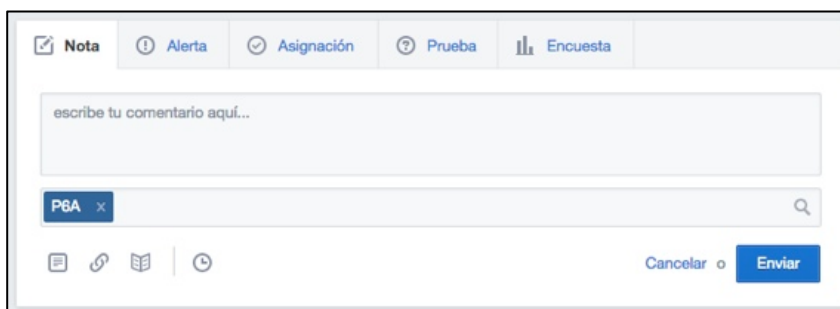 Nota Alerta Asignación Prueba Encuesta
escribe tu comentario aquí...
P6A x
Cancelar o Enviar